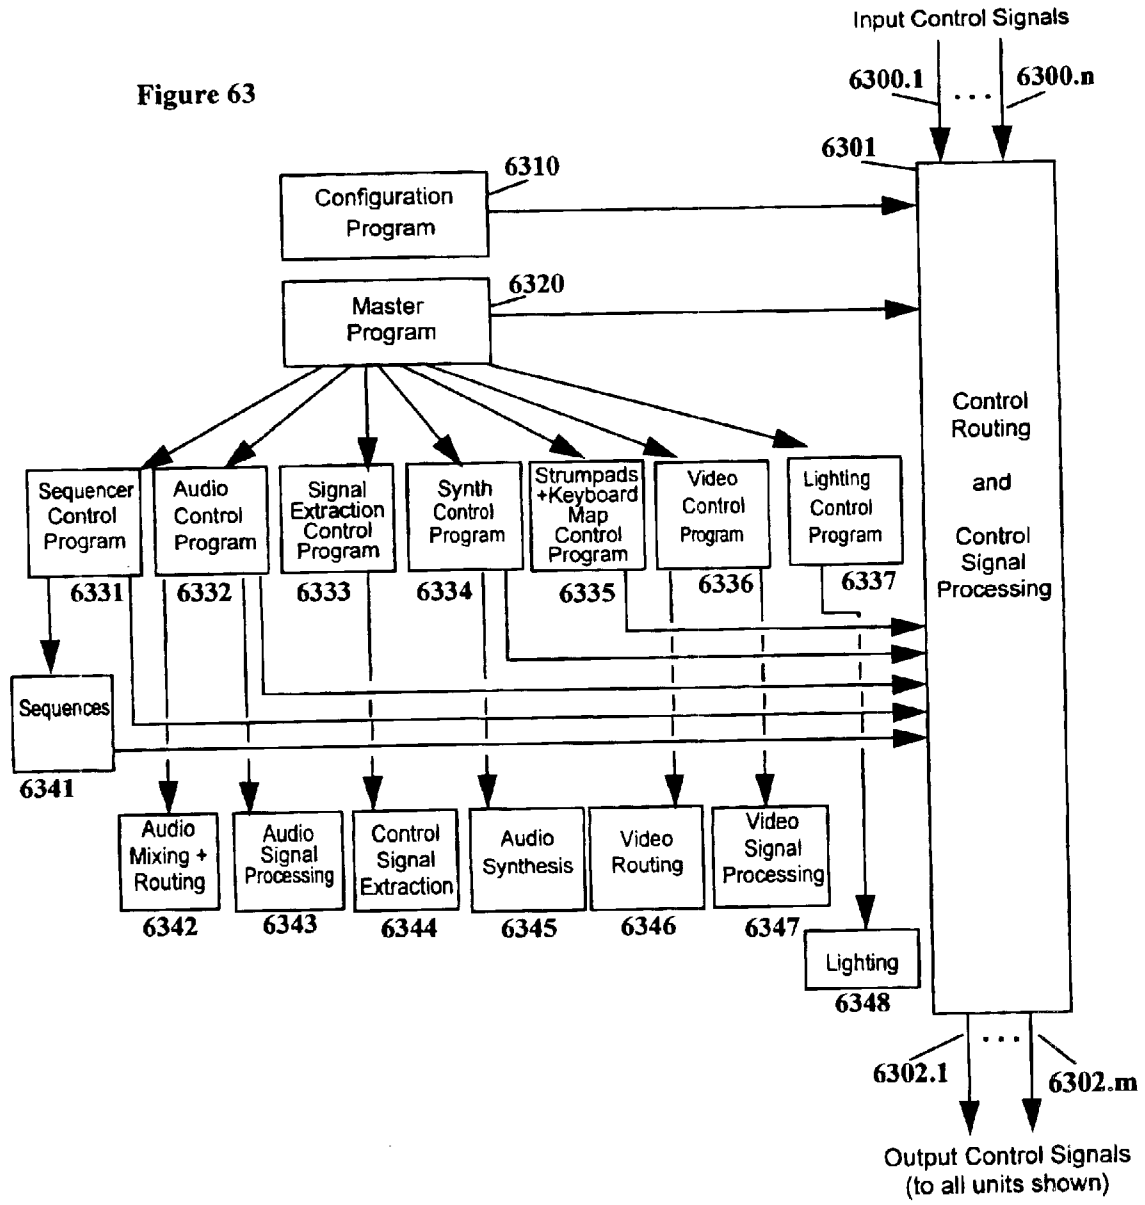 Input Control Signals
Figure 63
6300.1
. . .
6300.n
6301
6310
Configuration
Program
6320
Master
Program
Control
Routing
and
Control
Signal
Processing
Sequencer
Control
Program
6331
Audio
Control
Program
6332
Signal
Extraction
Control
Program
6333
Synth
Control
Program
6334
Strumpads
+Keyboard
Map
Control
Program
6335
Video
Control
Program
6336
Lighting
Control
Program
6337
Sequences
6341
Audio
Mixing +
Routing
6342
Audio
Signal
Processing
6343
Control
Signal
Extraction
6344
Audio
Synthesis
6345
Video
Routing
6346
Video
Signal
Processing
6347
Lighting
6348
6302.1
. . .
6302.m
Output Control Signals
(to all units shown)